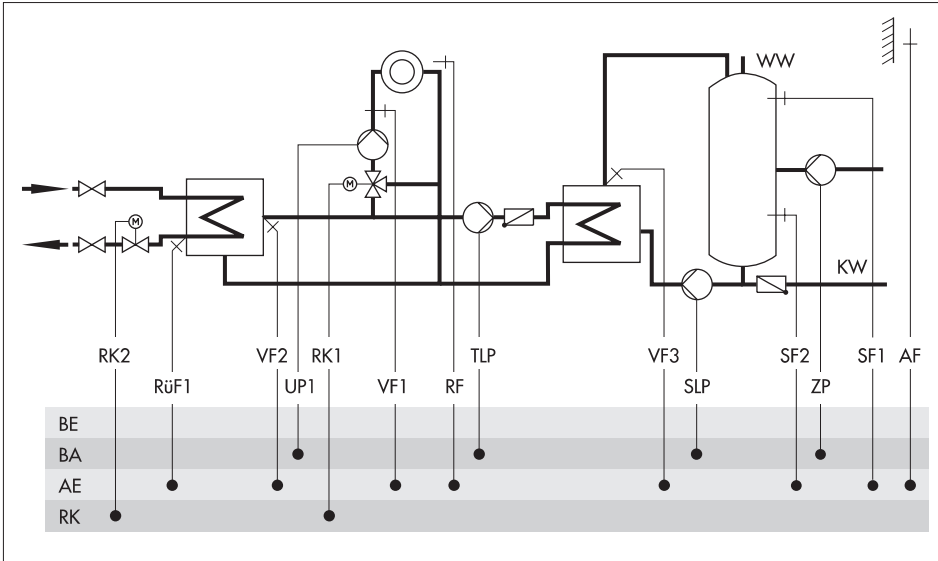 WW
M
M
KW
RK2 VF2 RK1 TLP VF3 SF2 SF1 AF
RüF1 UP1 VF1 RF SLP ZP
BE
BA
AE
RK